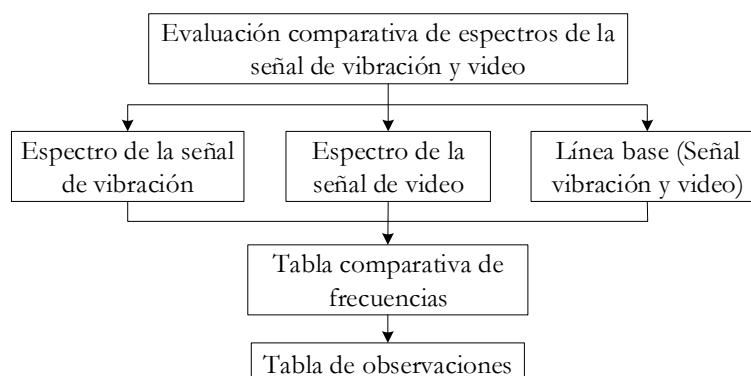 Evaluación comparativa de espectros de la
señal de vibración y video
Espectro de la señal
de vibración
Espectro de la
señal de video
Línea base (Señal
vibración y video)
Tabla comparativa de
frecuencias
Tabla de observaciones